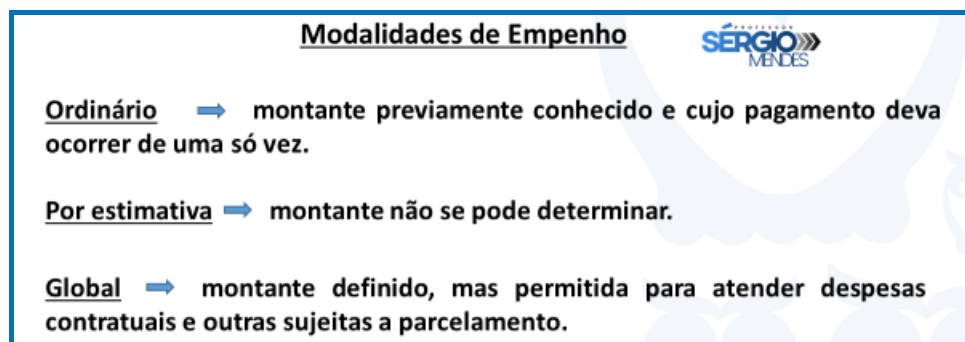 Modalidades de Empenho
PROFESSOR
SÉRGIO
MENDES
Ordinário montante previamente conhecido e cujo pagamento deva
ocorrer de uma só vez.
Por estimativa montante não se pode determinar.
Global montante definido, mas permitida para atender despesas
contratuais e outras sujeitas a parcelamento.